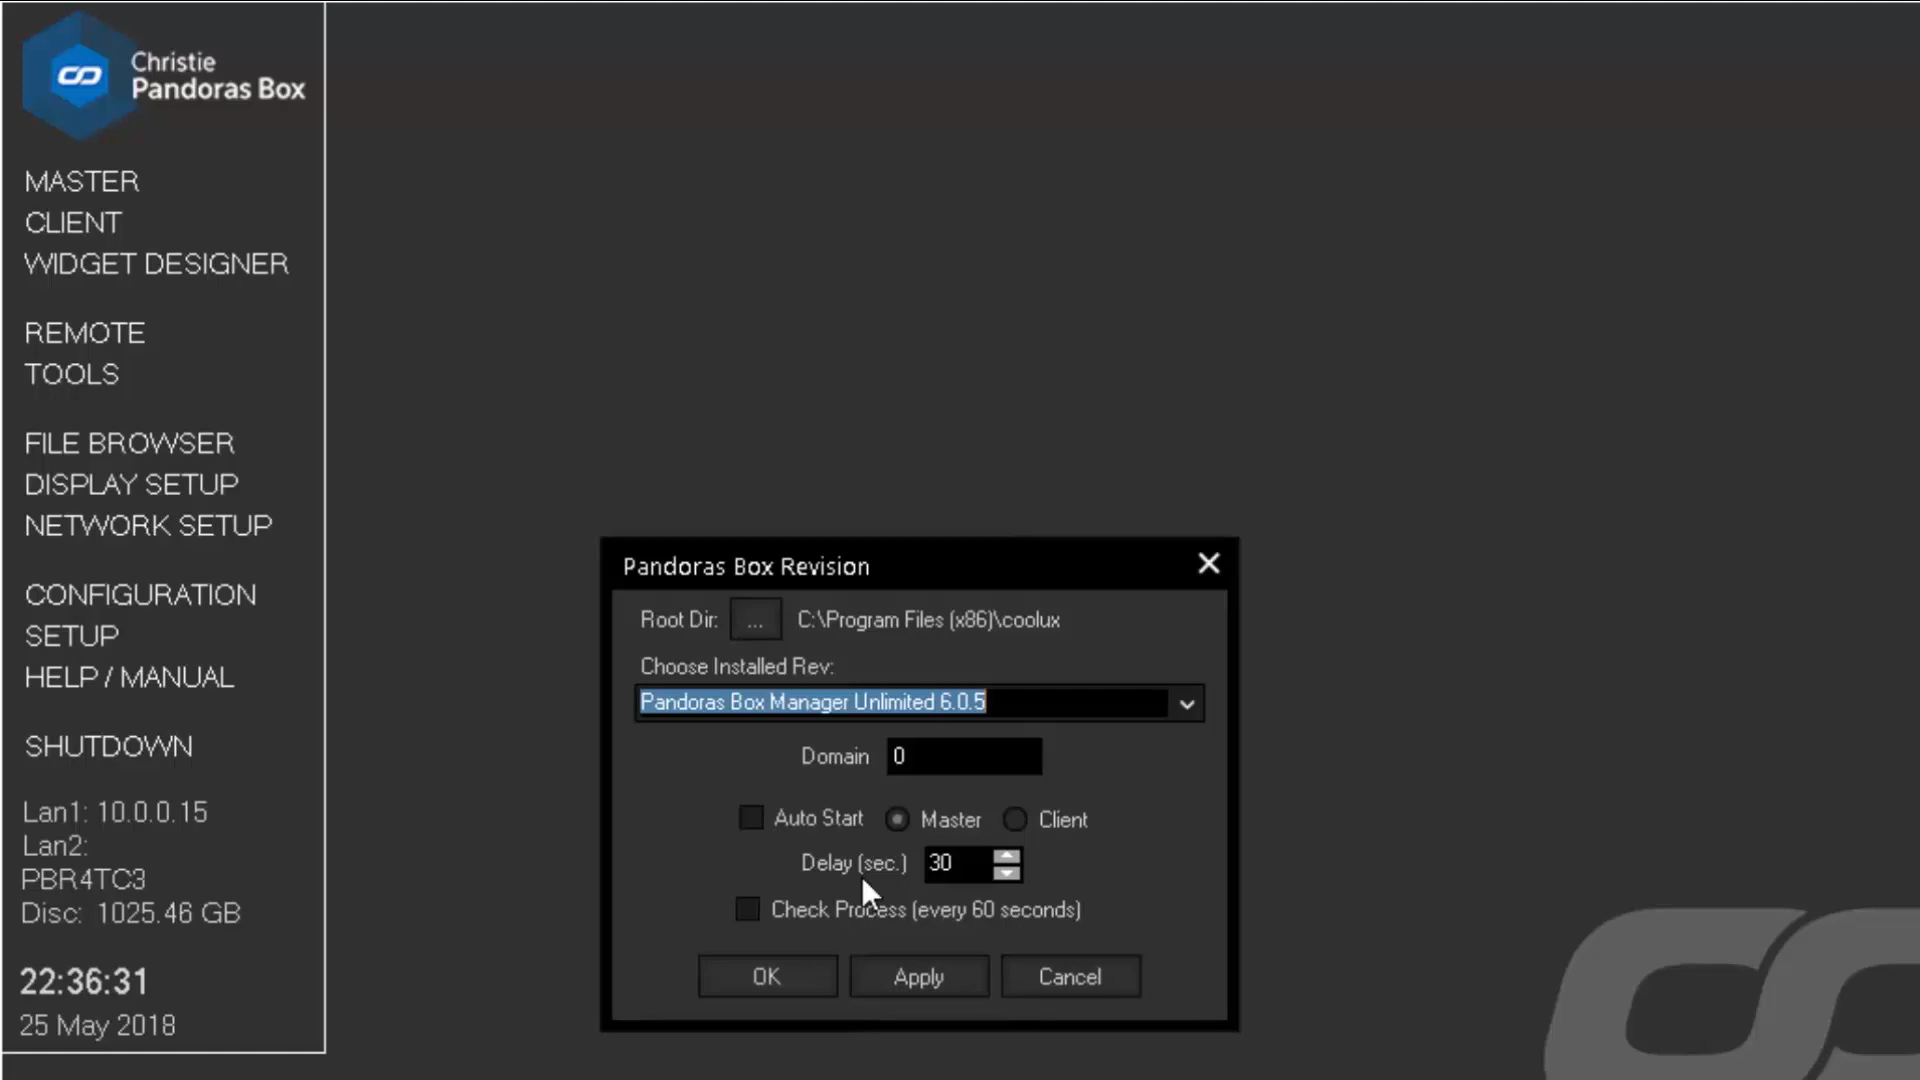 Christie
Pandoras Box
MASTER
CLIENT
WIDGET DESIGNER
REMOTE
TOOLS
FILE BROWSER
DISPLAY SETUP
NETWORK SETUP
CONFIGURATION
SETUP
HELP / MANUAL
SHUTDOWN
Lan1: 10.0.0.15
Lan2:
PBR4TC3
Disc: 1025.46 GB
22:36:31
25 May 2018
Pandoras Box Revision
Root Dir: ... C:\Program Files (x86)\coolux
Choose Installed Rev:
Pandoras Box Manager Unlimited 6.0.5
Domain 0
Auto Start Master Client
Delay (sec.) 30
Check Process (every 60 seconds)
OK Apply Cancel